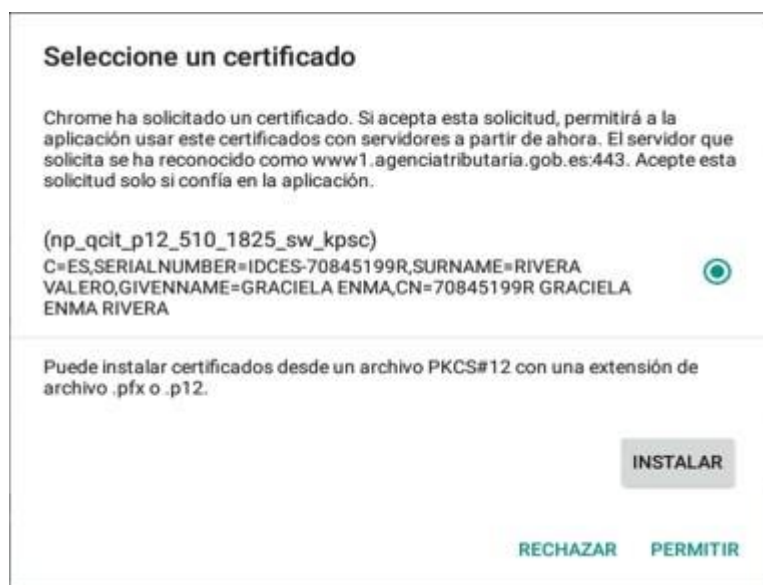 Seleccione un certificado
Chrome ha solicitado un certificado. Si acepta esta solicitud, permitirá a la
aplicación usar este certificados con servidores a partir de ahora. El servidor que
solicita se ha reconocido como www1.agenciatributaria.gob.es:443. Acepte esta
solicitud solo si confía en la aplicación.
(np_qcit_p12_510_1825_sw_kpsc)
C=ES,SERIALNUMBER=IDCES-70845199R,SURNAME=RIVERA
VALERO,GIVENNAME=GRACIELA ENMA,CN=70845199R GRACIELA
ENMA RIVERA
Puede instalar certificados desde un archivo PKCS#12 con una extensión de
archivo .pfx o .p12.
INSTALAR
RECHAZAR PERMITIR